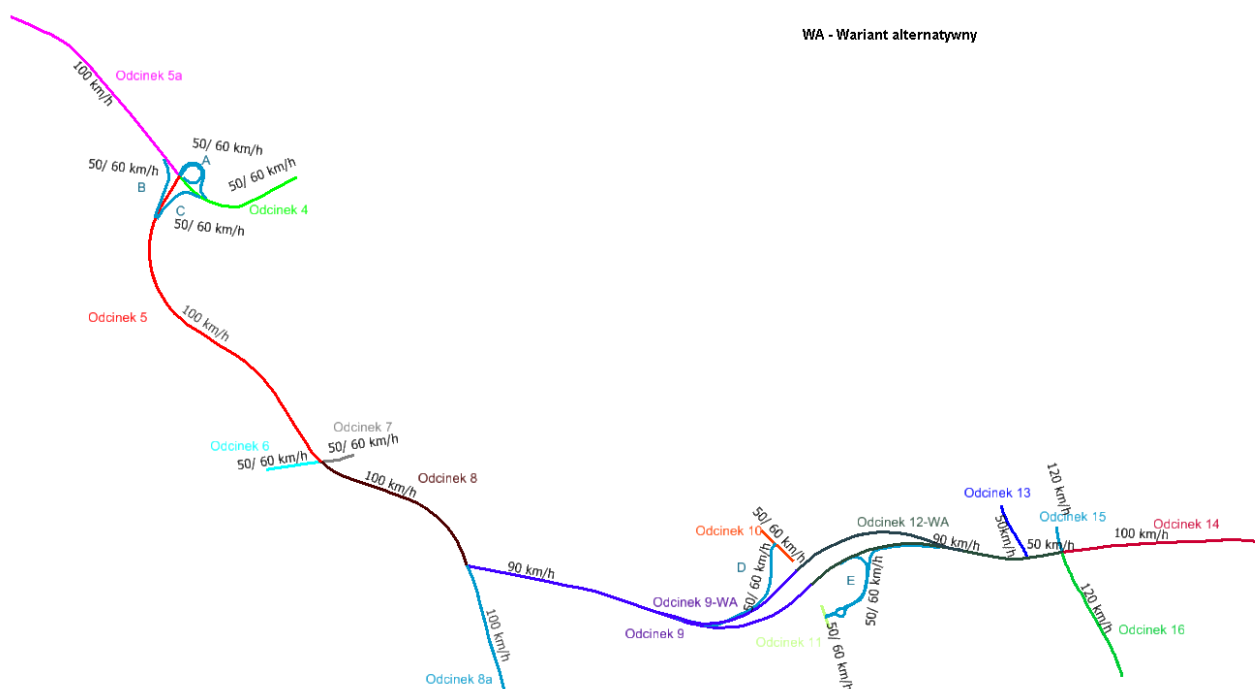 WA - Wariant alternatywny
Odcinek 5a
100 km/h
50/ 60 km/h
A
50/ 60 km/h
B
50/ 60 km/h
C
Odcinek 4
50/ 60 km/h
Odcinek 5
100 km/h
Odcinek 7
50/ 60 km/h
Odcinek 6
50/ 60 km/h
Odcinek 8
100 km/h
90 km/h
100 km/h
Odcinek 8a
Odcinek 9-WA
Odcinek 9
Odcinek 10
50/ 60 km/h
D
50/ 60 km/h
Odcinek 12-WA
90 km/h
E
50/ 60 km/h
Odcinek 11
50/ 60 km/h
Odcinek 13
50km/h
50 km/h
120 km/h
Odcinek 15
Odcinek 14
100 km/h
120 km/h
Odcinek 16